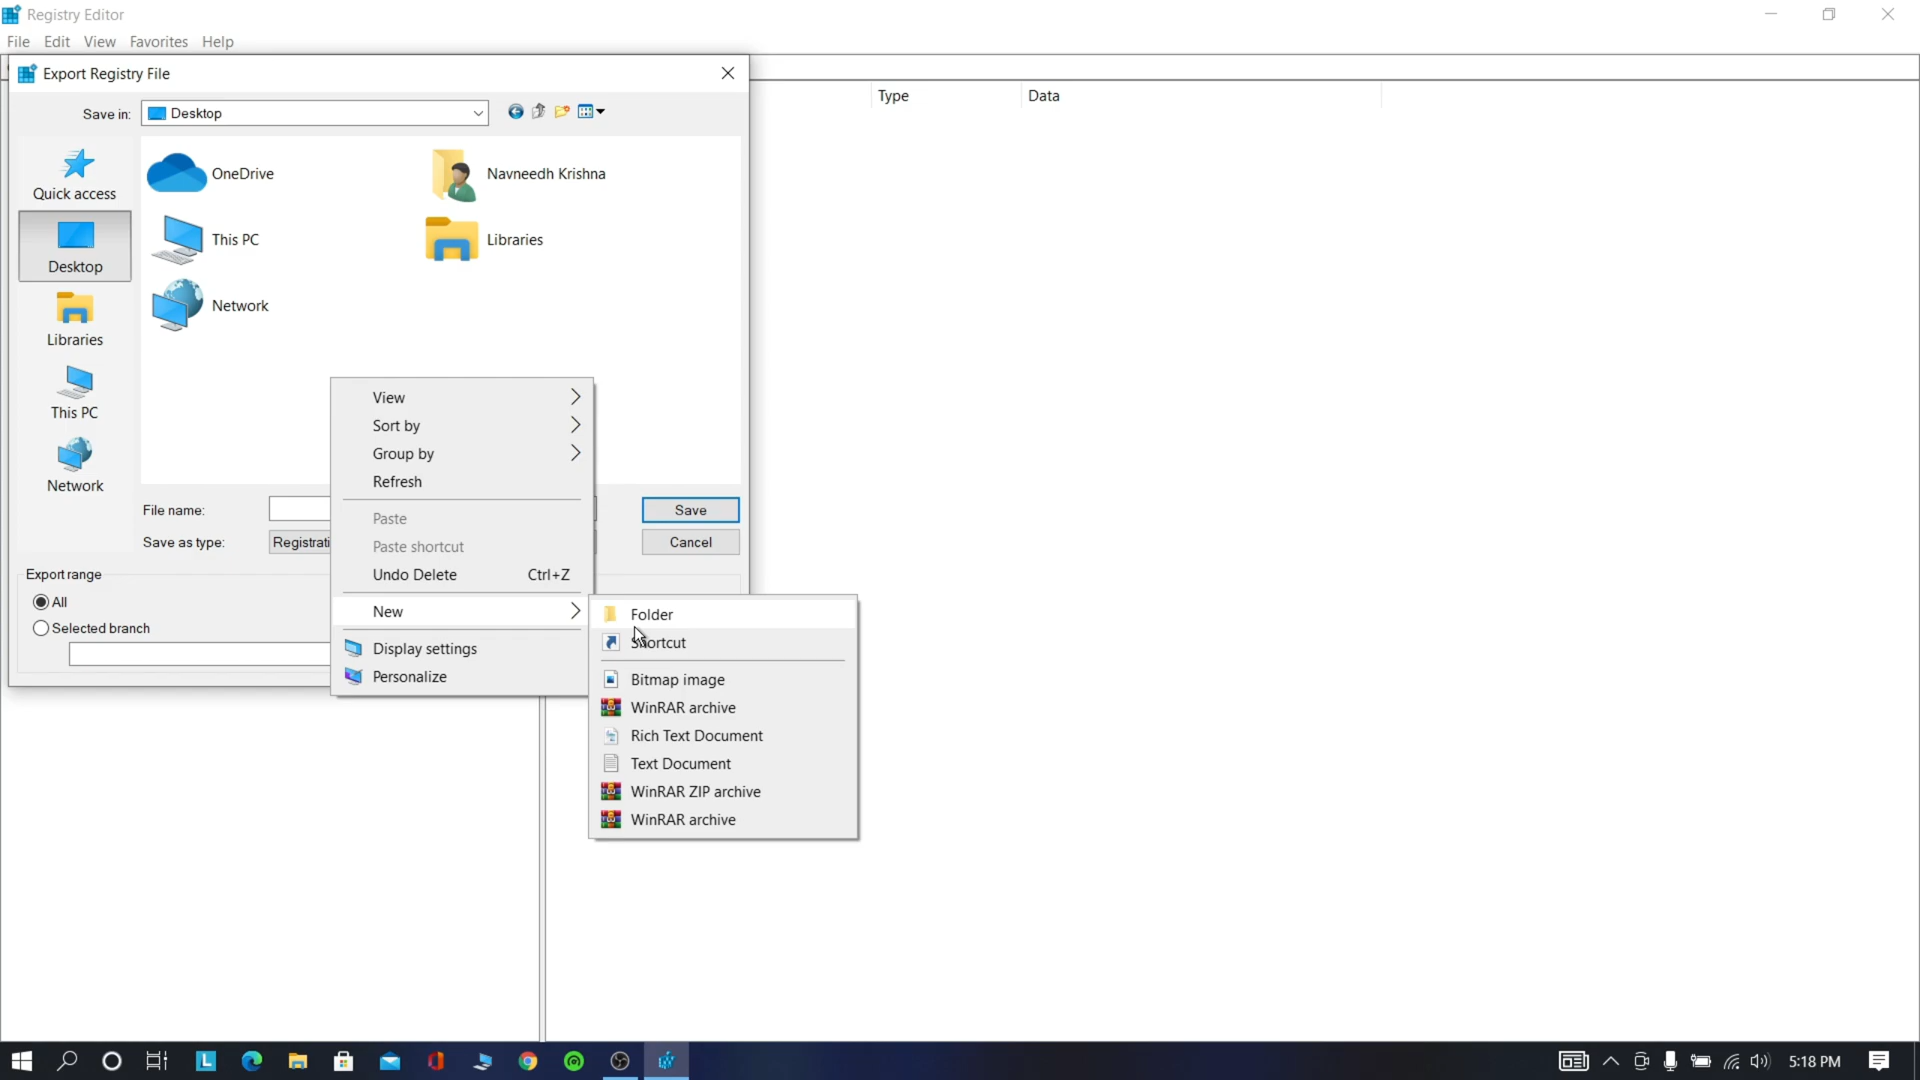 Registry Editor
File Edit View Favorites Help
Export Registry File
Save in: Desktop
Type Data
Quick access
Desktop
Libraries
This PC
Network
OneDrive
Navneedh Krishna
This PC
Libraries
Network
View
Sort by
Group by
Refresh
Paste
Paste shortcut
Undo Delete Ctrl+Z
New
Display settings
Personalize
File name:
Save
Save as type: Registrati
Cancel
Export range
All
Selected branch
Folder
Shortcut
Bitmap image
WinRAR archive
Rich Text Document
Text Document
WinRAR ZIP archive
WinRAR archive
L
5:18 PM